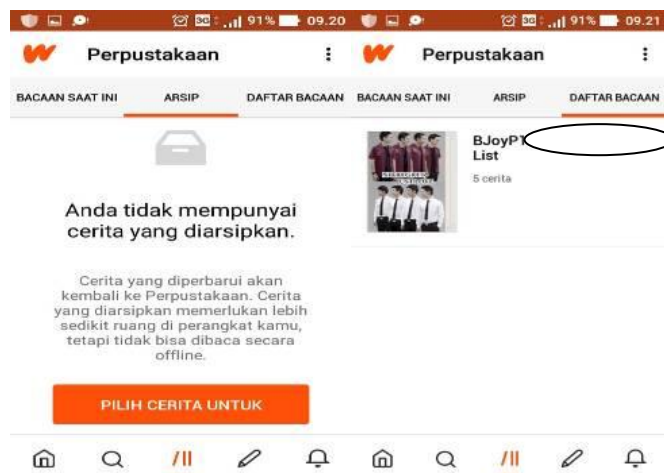 91% 09.20
Perpustakaan
BACAAN SAAT INI ARSIP DAFTAR BACAAN
Anda tidak mempunyai
cerita yang diarsipkan.
Cerita yang diperbarui akan
kembali ke Perpustakaan. Cerita
yang diarsipkan memerlukan lebih
sedikit ruang di perangkat kamu,
tetapi tidak bisa dibaca secara
offline.
PILIH CERITA UNTUK
3G 91% 09.21
Perpustakaan
BACAAN SAAT INI ARSIP DAFTAR BACAAN
List
5 cerita